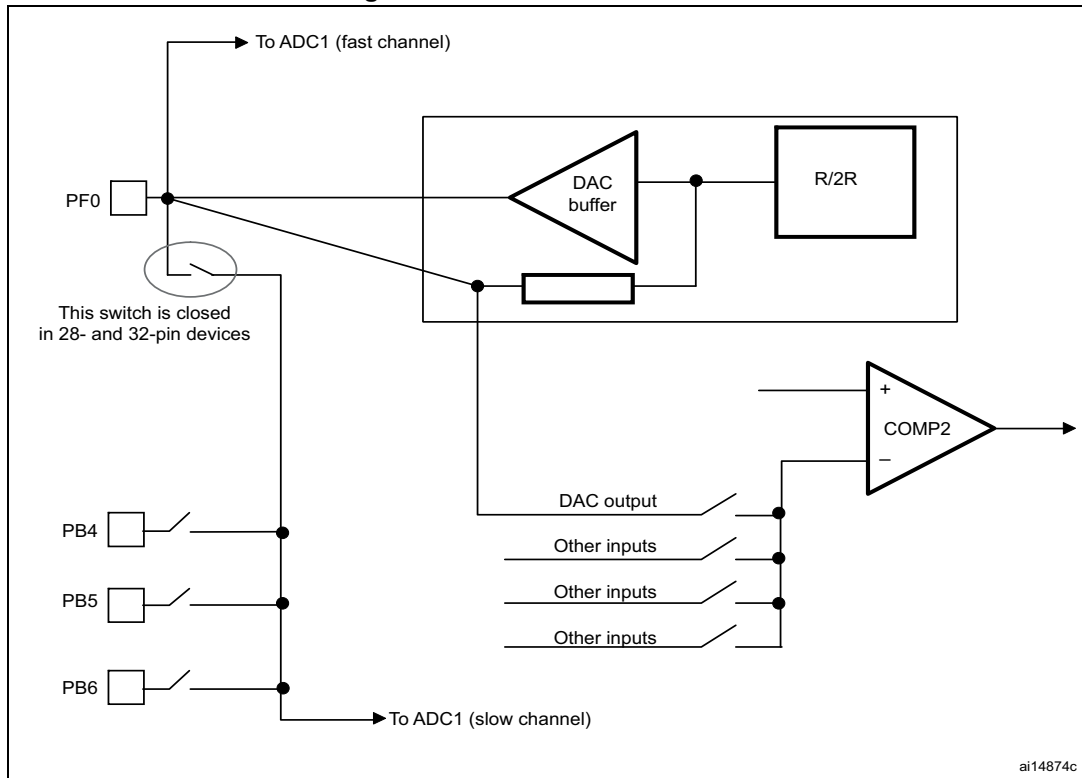 To ADC1 (fast channel)
DAC
buffer
R/2R
PF0
This switch is closed
in 28- and 32-pin devices
+
COMP2
–
DAC output
PB4
Other inputs
PB5
Other inputs
Other inputs
PB6
To ADC1 (slow channel)
ai14874c